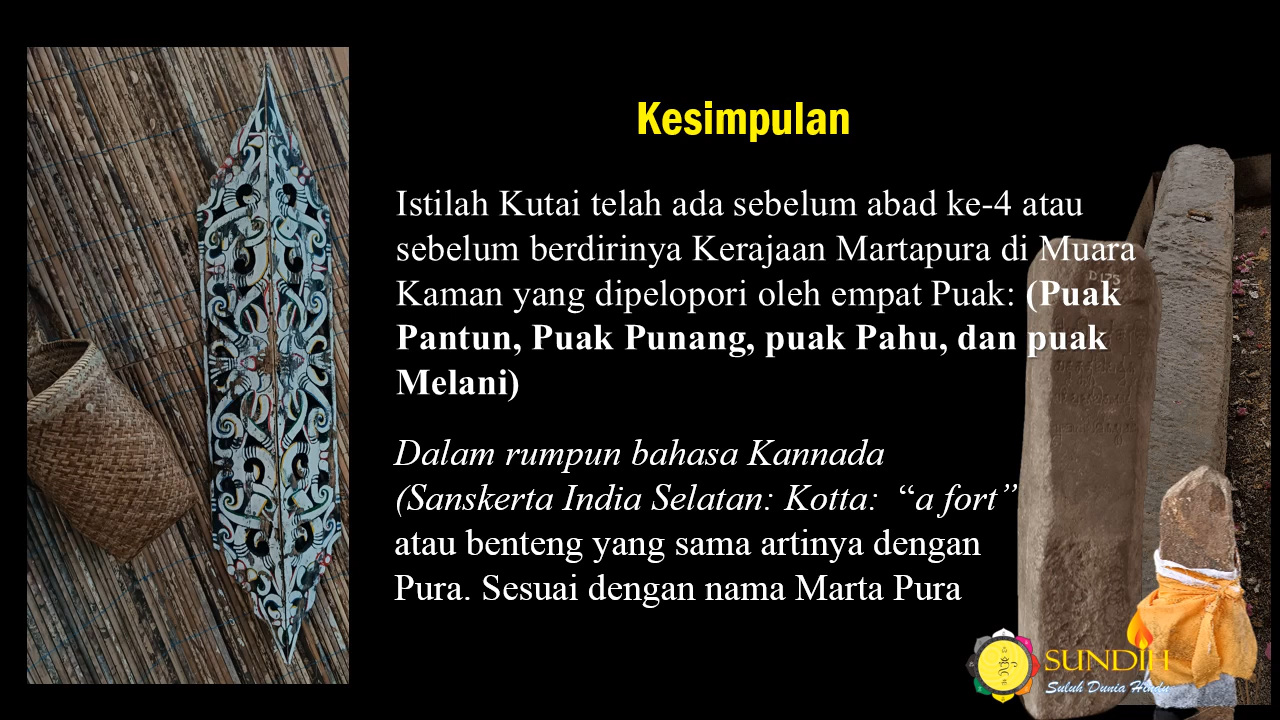 Kesimpulan
Istilah Kutai telah ada sebelum abad ke-4 atau
sebelum berdirinya Kerajaan Martapura di Muara
Kaman yang dipelopori oleh empat Puak: (Puak
Pantun, Puak Punang, puak Pahu, dan puak
Melani)
Dalam rumpun bahasa Kannada
(Sanskerta India Selatan: Kotta:  “a fort”
atau benteng yang sama artinya dengan
Pura. Sesuai dengan nama Marta Pura
D 175
SUNDIH
Suluh Dunia Hindu